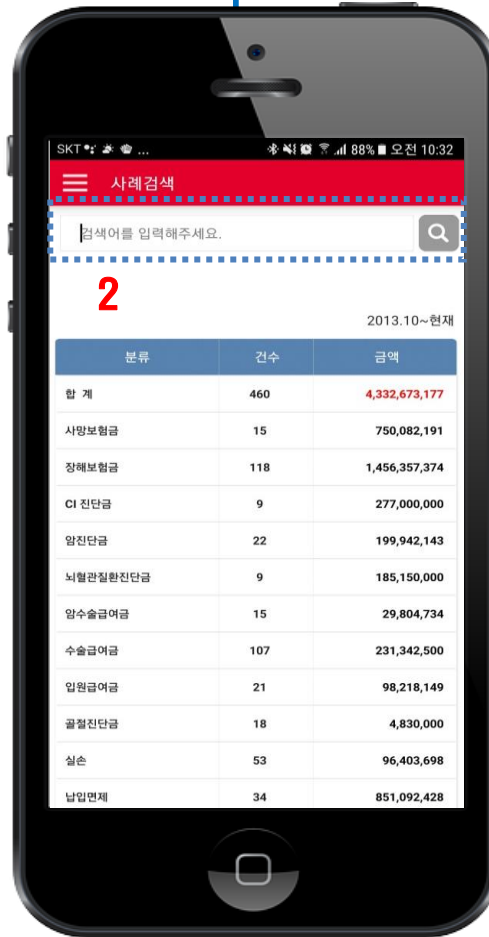 SKT ... 88% 오전 10:32
사례검색
검색어를 입력해주세요.
2
2013.10~현재
분류 건수 금액
합 계 460 4,332,673,177
사망보험금 15 750,082,191
장해보험금 118 1,456,357,374
CI 진단금 9 277,000,000
암진단금 22 199,942,143
뇌혈관질환진단금 9 185,150,000
암수술급여금 15 29,804,734
수술급여금 107 231,342,500
입원급여금 21 98,218,149
골절진단금 18 4,830,000
실손 53 96,403,698
납입면제 34 851,092,428